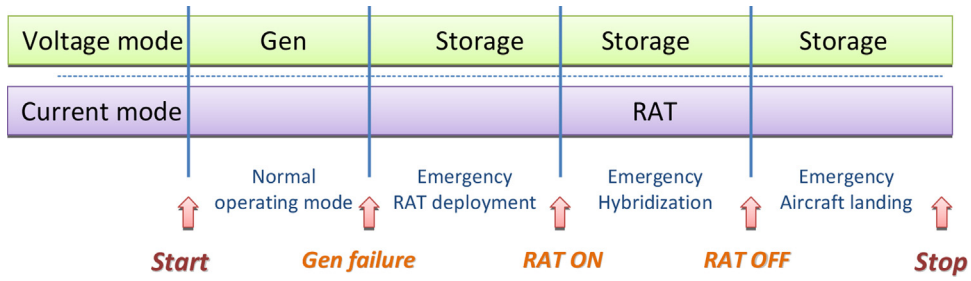 Voltage mode Gen Storage Storage Storage
Current mode RAT
Normal operating mode
Emergency RAT deployment
Emergency Hybridization
Emergency Aircraft landing
Start Gen failure RAT ON RAT OFF Stop